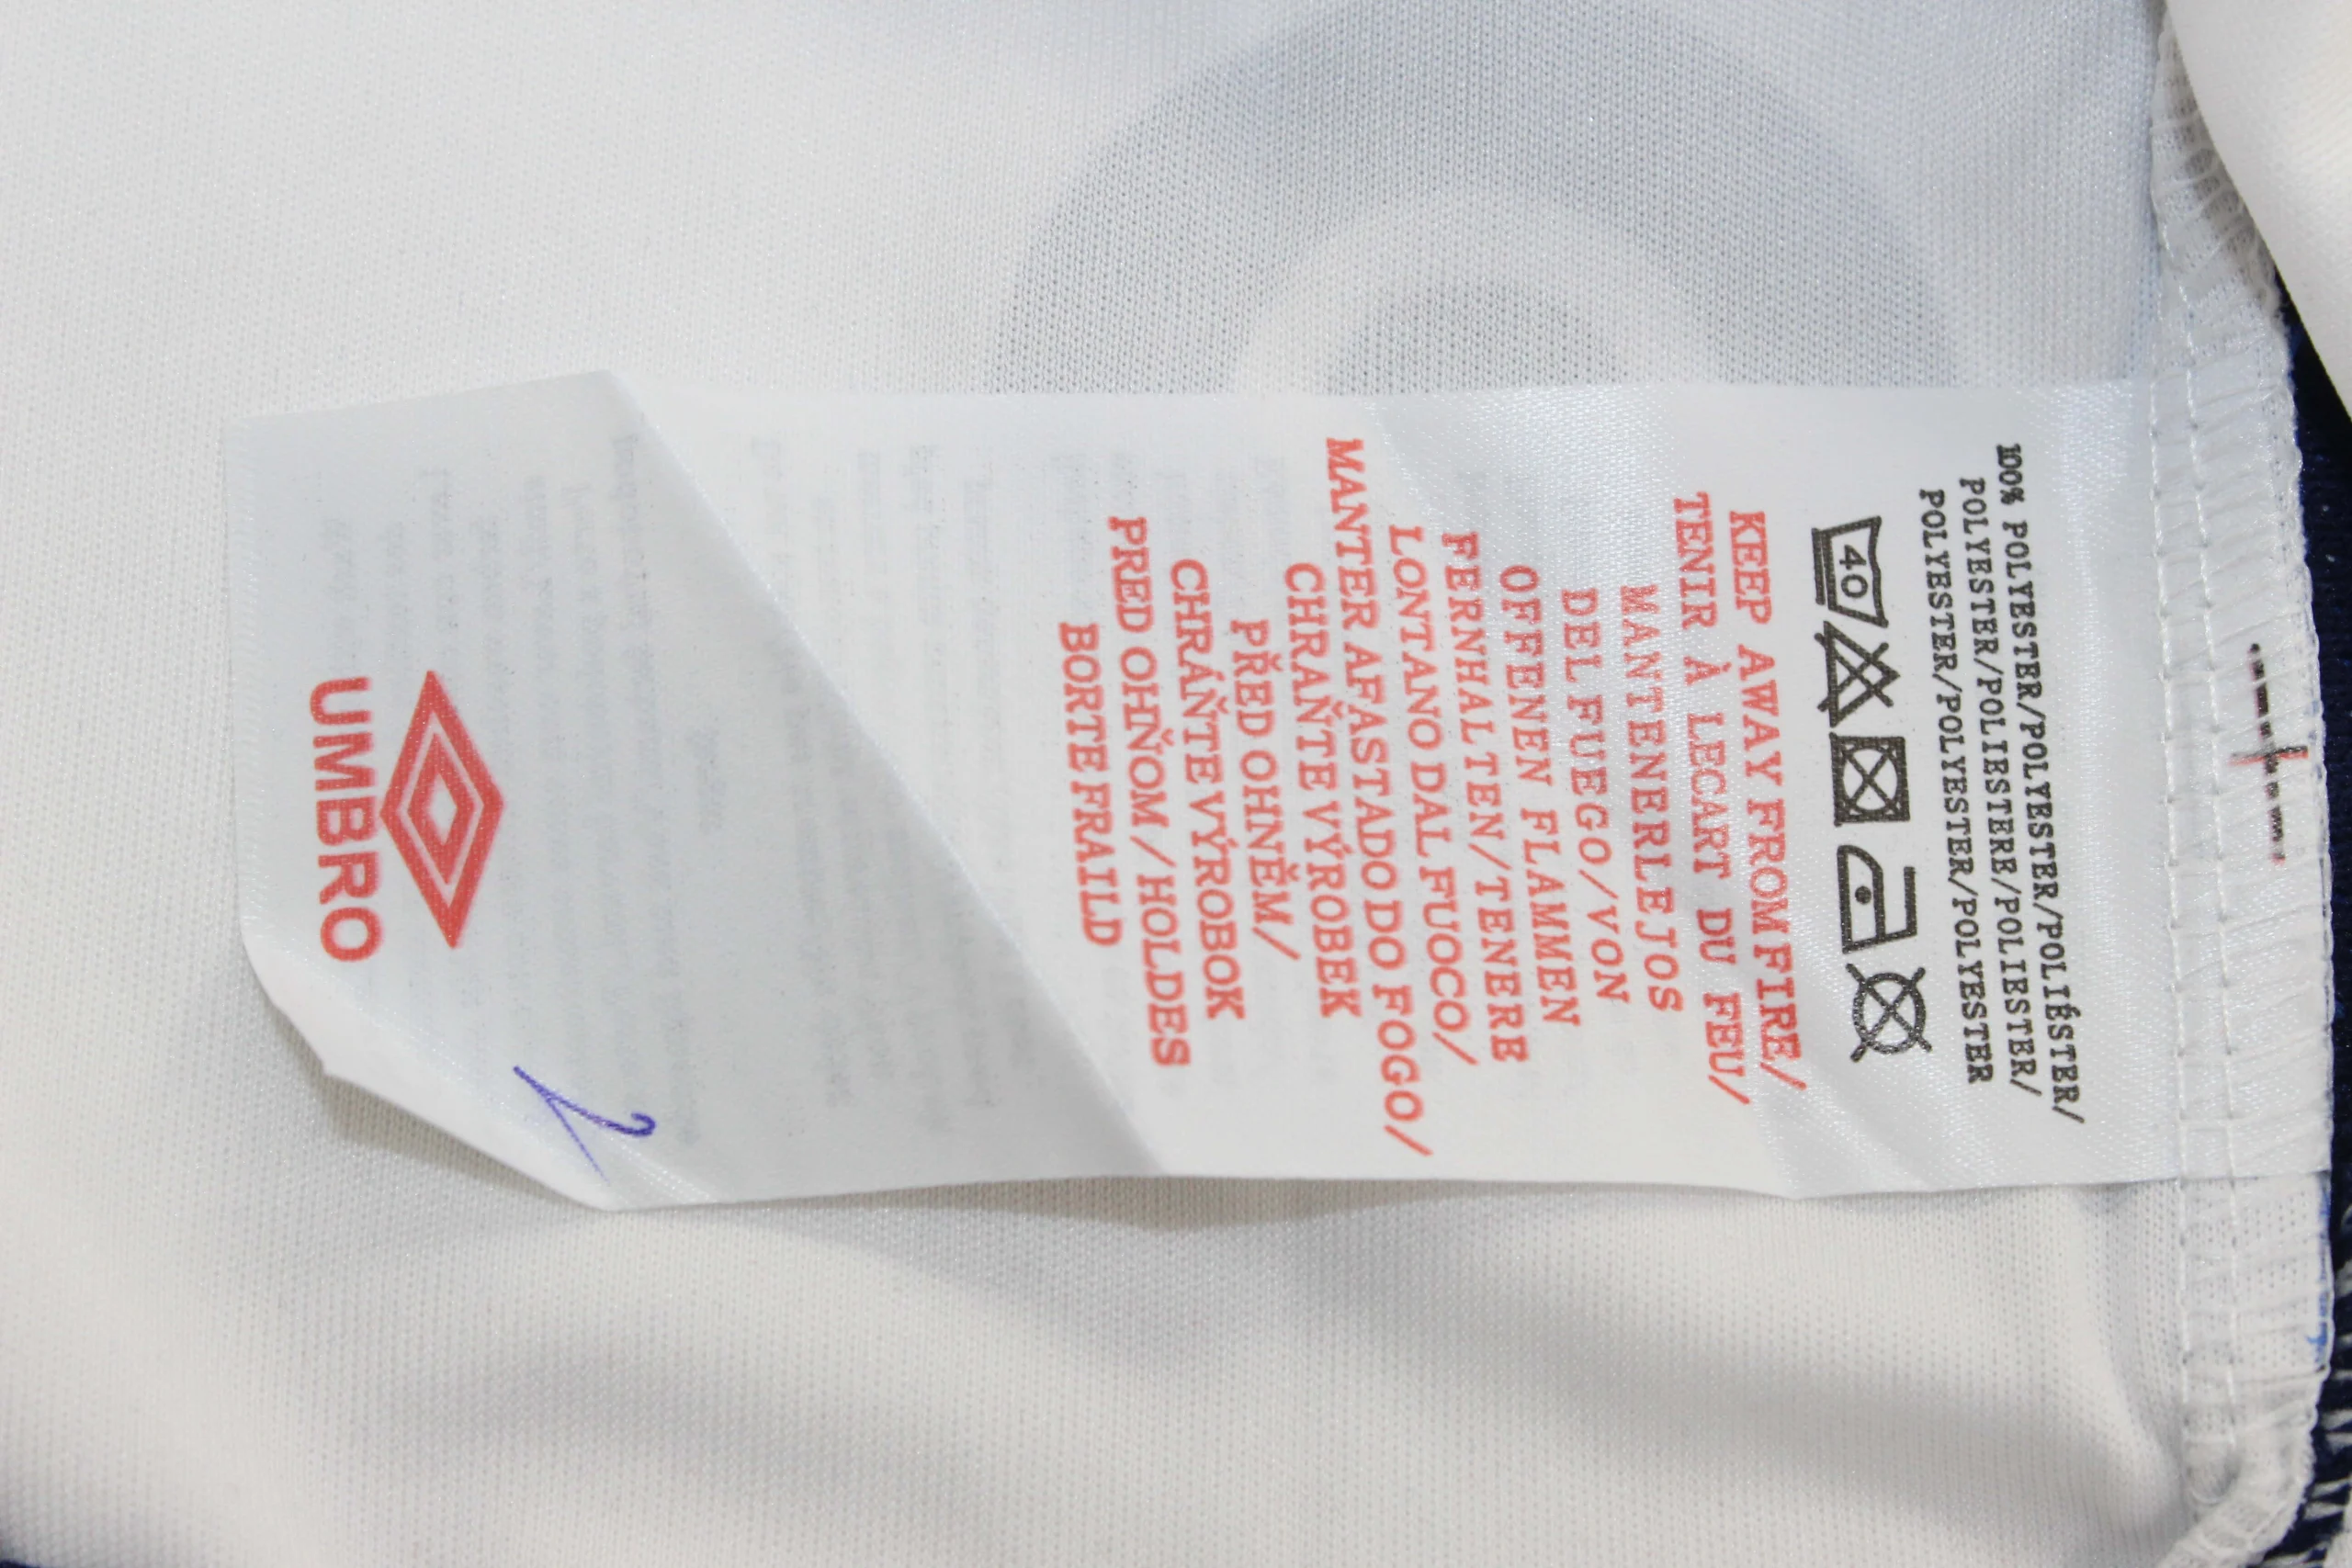 100% POLYESTER/POLYESTER/POLIÉSTER/
POLYESTER/POLIESTERE/POLIESTER/
POLYESTER/POLYESTER/POLYESTER
40
KEEP AWAY FROM FIRE/
TENIR À LECART DU FEU/
MANTENERLEJOS
DEL FUEGO/VON
OFFENEN FLAMMEN
FERNHALTEN/TENERE
LONTANO DAL FUOCO/
MANTER AFASTADO DO FOGO/
CHRAŇTE VÝROBEK
PŘED OHNĚM/
CHRÁŇTE VÝROBOK
PRED OHŇOM/HOLDES
BORTE FRAILD
UMBRO